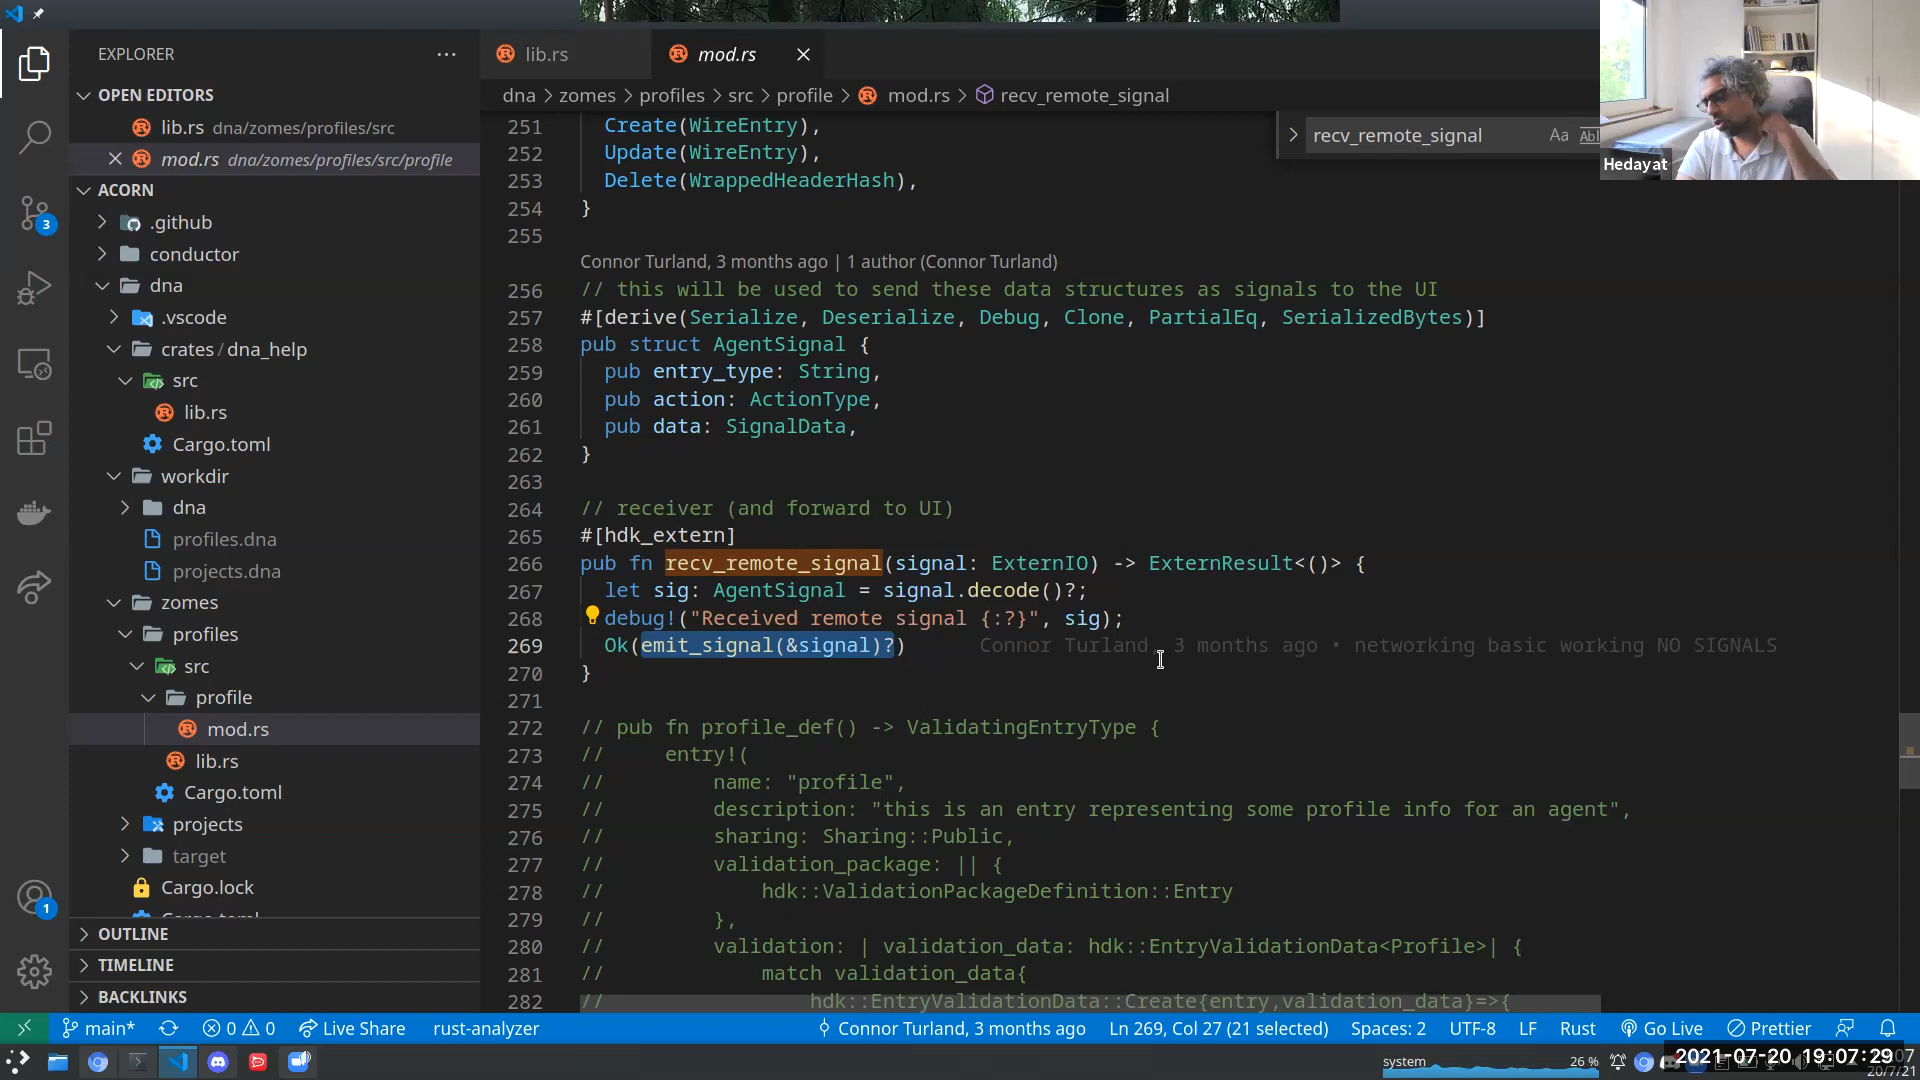 EXPLORER
lib.rs
mod.rs
OPEN EDITORS
lib.rs dna/zomes/profiles/src
mod.rs dna/zomes/profiles/src/profile
ACORN
.github
conductor
dna
.vscode
crates/dna_help
src
lib.rs
Cargo.toml
workdir
dna
profiles.dna
projects.dna
zomes
profiles
src
profile
mod.rs
lib.rs
Cargo.toml
projects
target
Cargo.lock
OUTLINE
TIMELINE
BACKLINKS
3
1
dna > zomes > profiles > src > profile > mod.rs > recv_remote_signal
recv_remote_signal Aa Abl
Hedayat
251 Create(WireEntry),
252 Update(WireEntry),
253 Delete(WrappedHeaderHash),
254 }
255
Connor Turland, 3 months ago | 1 author (Connor Turland)
256 // this will be used to send these data structures as signals to the UI
257 #[derive(Serialize, Deserialize, Debug, Clone, PartialEq, SerializedBytes)]
258 pub struct AgentSignal {
259 pub entry_type: String,
260 pub action: ActionType,
261 pub data: SignalData,
262 }
263
264 // receiver (and forward to UI)
265 #[hdk_extern]
266 pub fn recv_remote_signal(signal: ExternIO) -> ExternResult<()> {
267 let sig: AgentSignal = signal.decode()?;
268 debug!("Received remote signal {:?}", sig);
269 Ok(emit_signal(&signal)?) Connor Turland, 3 months ago • networking basic working NO SIGNALS
270 }
271
272 // pub fn profile_def() -> ValidatingEntryType {
273 // entry!(
274 // name: "profile",
275 // description: "this is an entry representing some profile info for an agent",
276 // sharing: Sharing::Public,
277 // validation_package: || {
278 // hdk::ValidationPackageDefinition::Entry
279 // },
280 // validation: | validation_data: hdk::EntryValidationData<Profile>| {
281 // match validation_data{
282 // hdk::EntryValidationData::Create{entry,validation_data}=>{
main* 0 0 Live Share rust-analyzer Connor Turland, 3 months ago Ln 269, Col 27 (21 selected) Spaces: 2 UTF-8 LF Rust Go Live Prettier
system 26 % 2021-07-20 19:07:29
20/7/21